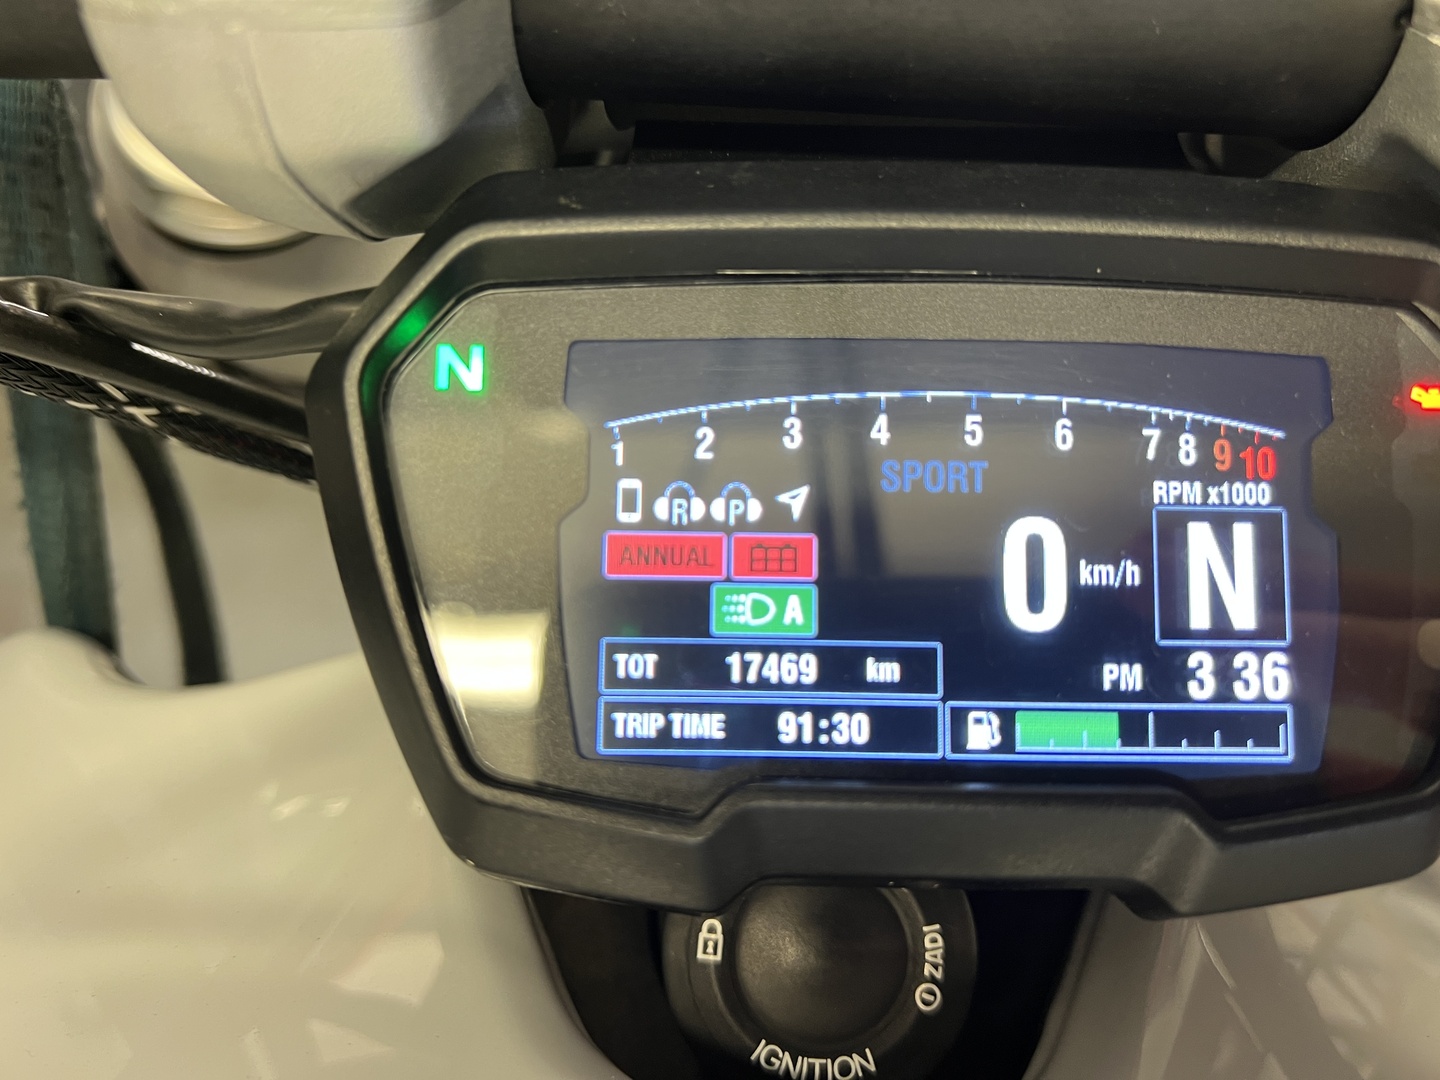 N
1 2 3 4 5 6 7 8 9 10
SPORT
RPM x1000
R P
ANNUAL
0 km/h
N
A
TOT 17469 km
PM 3 36
TRIP TIME 91:30
ZADI
IGNITION